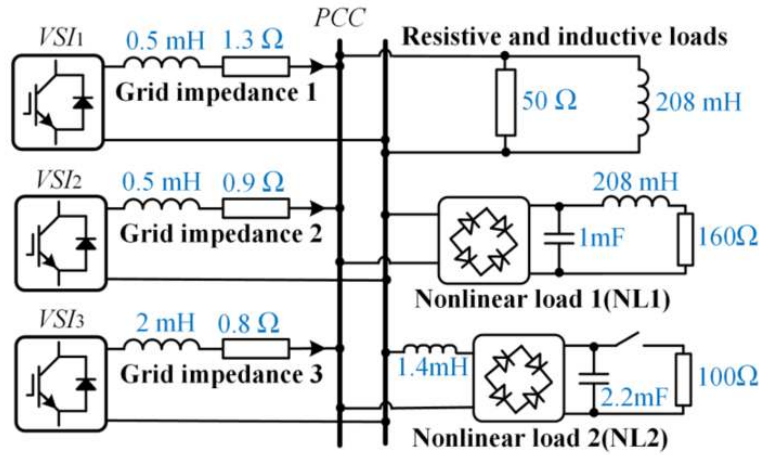 PCC
VSI1 0.5 mH 1.3 Ω
Grid impedance 1
Resistive and inductive loads
50 Ω 208 mH
VSI2 0.5 mH 0.9 Ω
Grid impedance 2
208 mH
1mF 160Ω
Nonlinear load 1(NL1)
VSI3 2 mH 0.8 Ω
Grid impedance 3
1.4mH 2.2mF 100Ω
Nonlinear load 2(NL2)